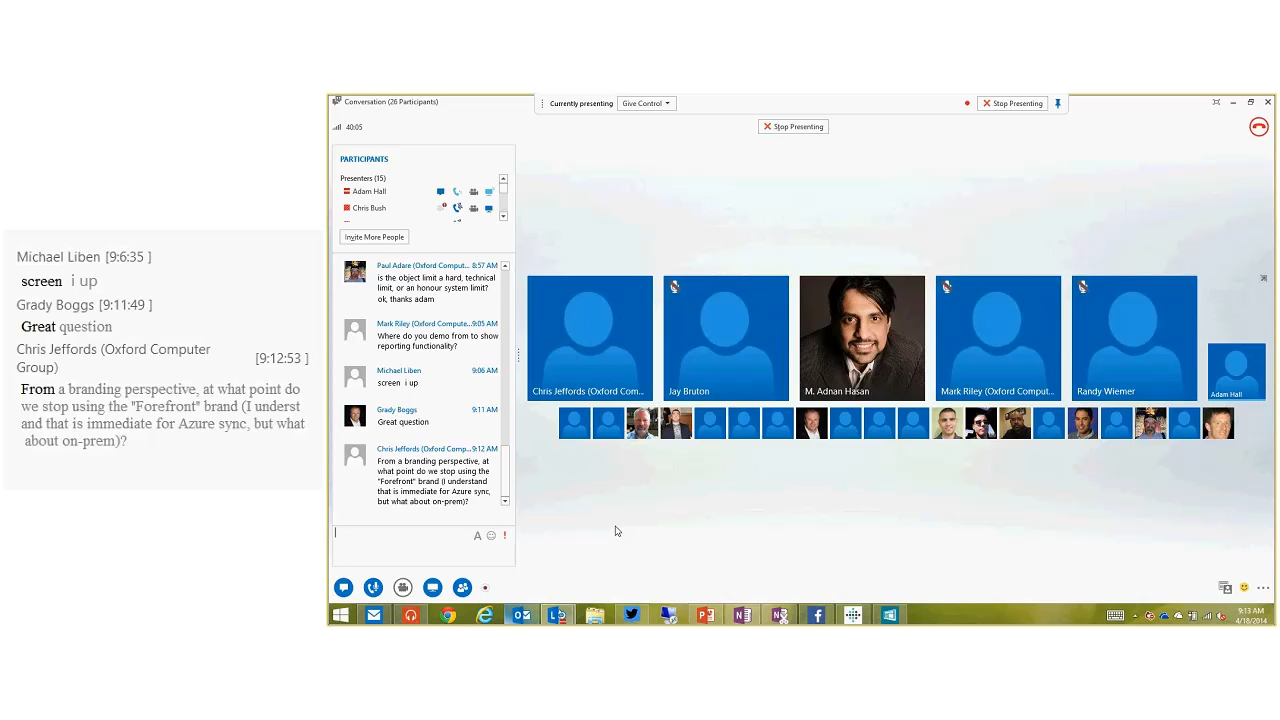 Michael Liben [9:6:35 ]
screen i up
Grady Boggs [9:11:49 ]
Great question
Chris Jeffords (Oxford Computer
Group) [9:12:53 ]
From a branding perspective, at what point do
we stop using the "Forefront" brand (I underst
and that is immediate for Azure sync, but what
about on-prem)?
Conversation (26 Participants)
Currently presenting Give Control Stop Presenting
40:05
Stop Presenting
PARTICIPANTS
Presenters (15)
Adam Hall
Chris Bush
Invite More People
Paul Adare (Oxford Comput... 8:57 AM
is the object limit a hard, technical
limit, or an honour system limit?
ok, thanks adam
Mark Riley (Oxford Compute... 9:05 AM
Where do you demo from to show
reporting functionality?
Michael Liben 9:06 AM
screen i up
Grady Boggs 9:11 AM
Great question
Chris Jeffords (Oxford Comp... 9:12 AM
From a branding perspective, at
what point do we stop using the
"Forefront" brand (I understand
that is immediate for Azure sync,
but what about on-prem)?
A
Chris Jeffords (Oxford Com...
Jay Bruton
M. Adnan Hasan
Mark Riley (Oxford Comput...
Randy Wiemer
Adam Hall
9:13 AM
4/18/2014